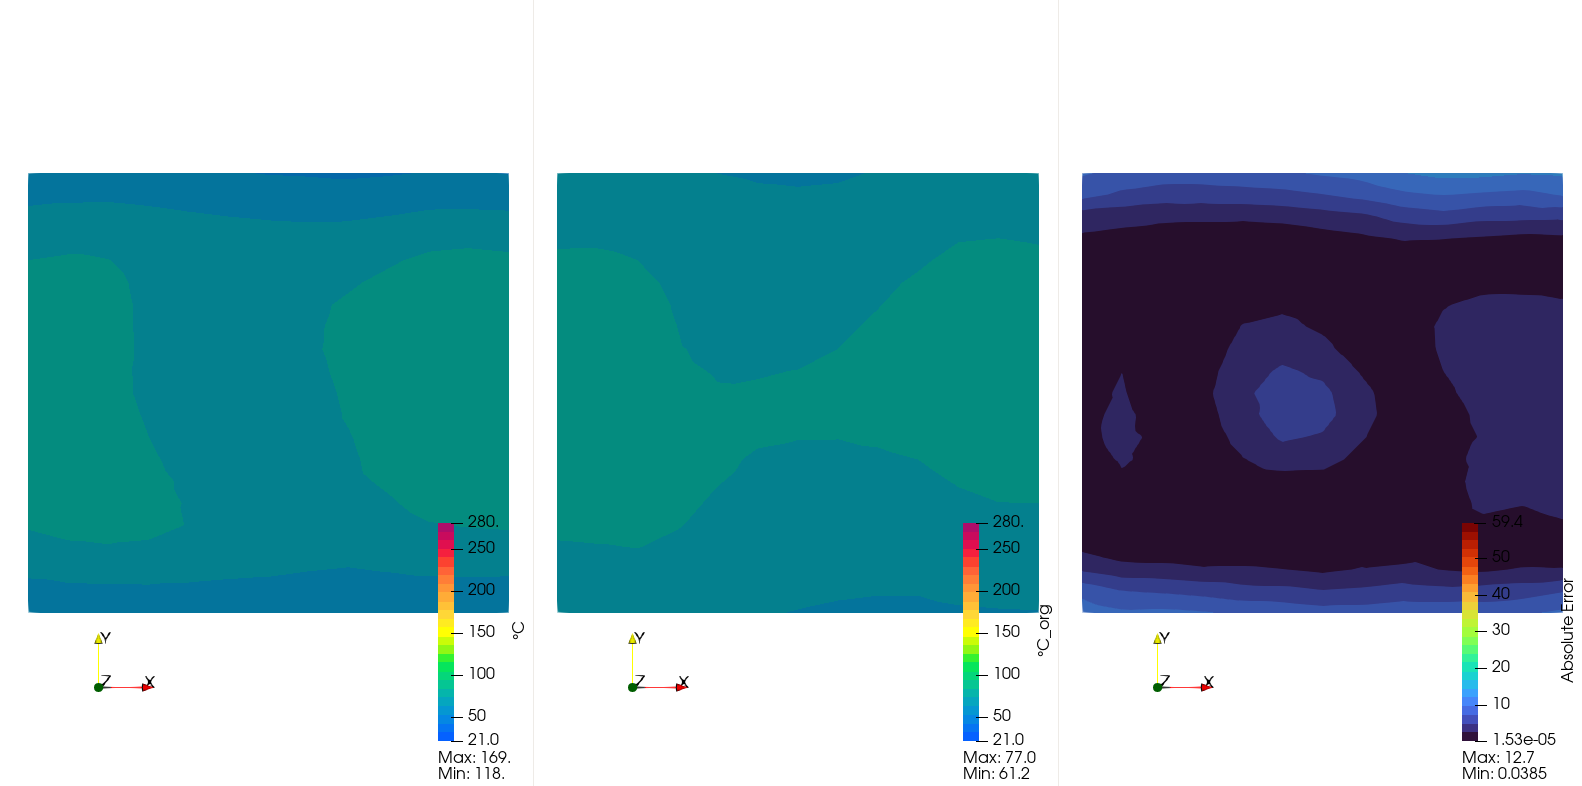 280.
250
200
150
100
50
21.0
°C
Max: 169.
Min: 118.
Y
Z
X
280.
250
200
150
100
50
21.0
°C_org
Max: 77.0
Min: 61.2
Y
Z
X
59.4
50
40
30
20
10
1.53e-05
Absolute Error
Max: 12.7
Min: 0.0385
Y
Z
X